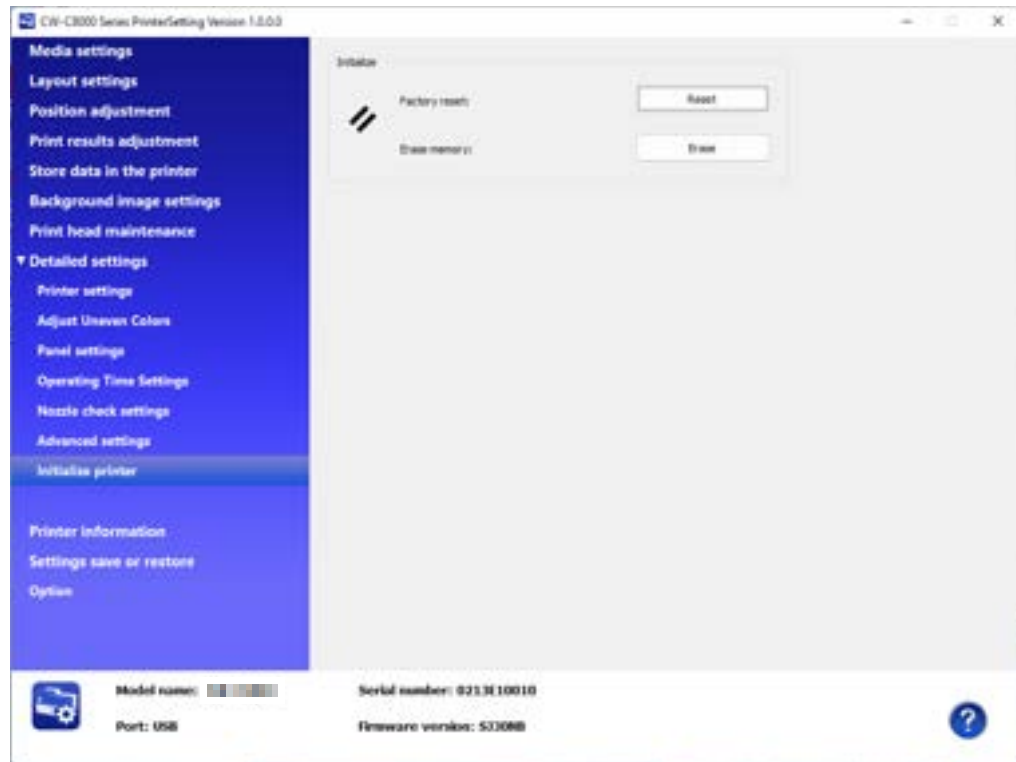 CW-C8000 Series PrinterSetting Version 1.0.0.0
Media settings
Layout settings
Position adjustment
Print results adjustment
Store data in the printer
Background image settings
Print head maintenance
Detailed settings
Printer settings
Adjust Uneven Colors
Panel settings
Operating Time Settings
Nozzle check settings
Advanced settings
Initialize printer
Printer information
Settings save or restore
Option
Initialize
Factory reset:
Reset
Erase memory:
Erase
Model name:
Serial number: 0213E10010
Port: USB
Firmware version:
?